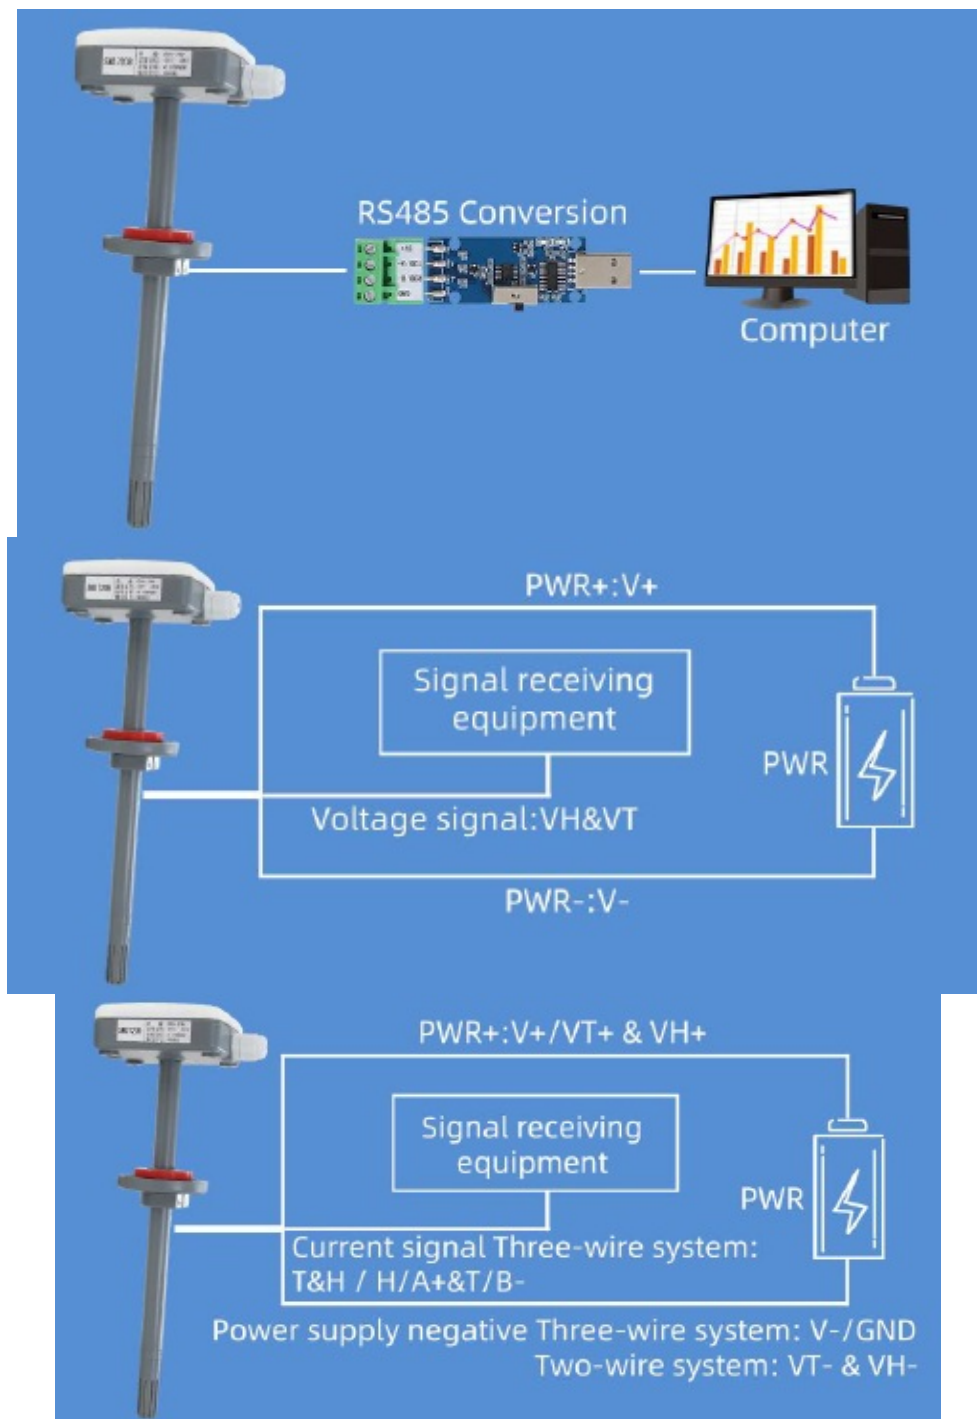 RS485 Conversion
Computer
PWR+:V+
Signal receiving
equipment
PWR
Voltage signal:VH&VT
PWR-:V-
PWR+:V+/VT+ & VH+
Signal receiving
equipment
PWR
Current signal Three-wire system:
T&H / H/A+&T/B-
Power supply negative Three-wire system: V-/GND
Two-wire system: VT- & VH-